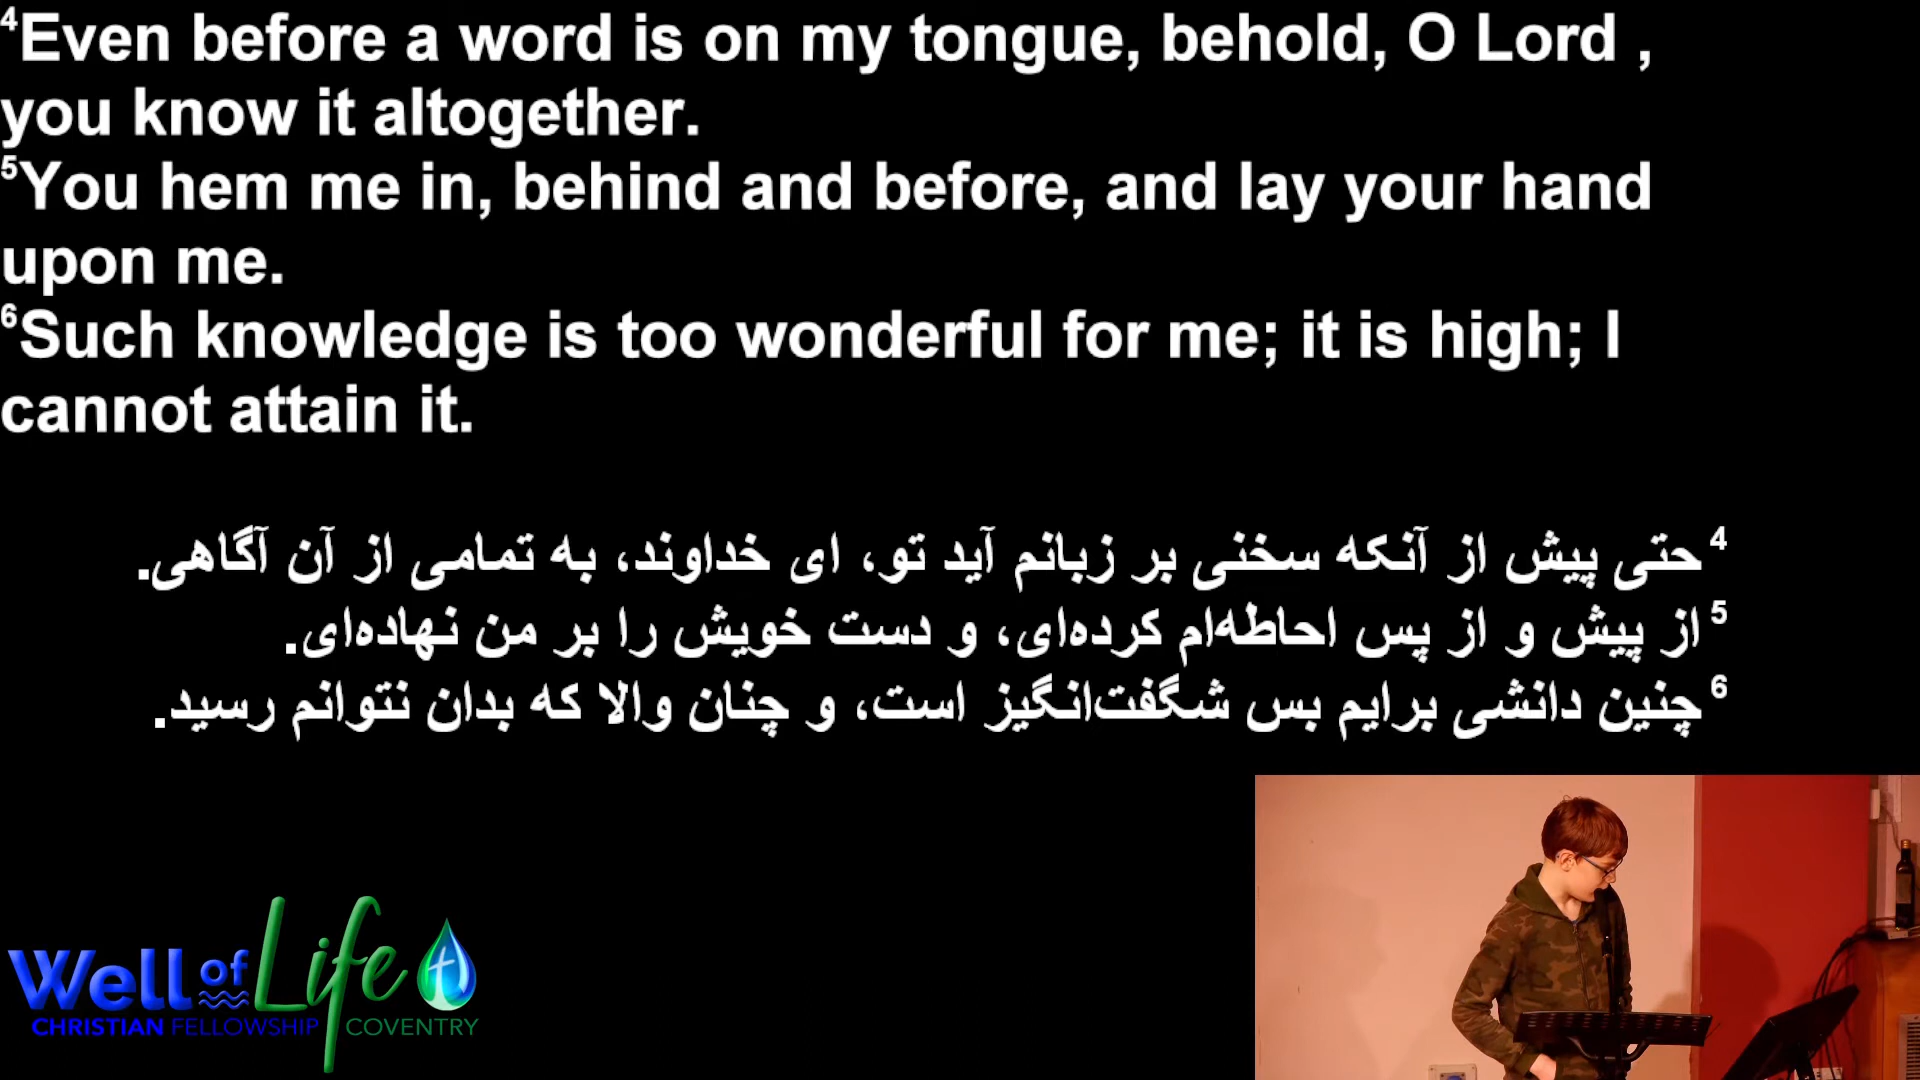 ⁴Even before a word is on my tongue, behold, O Lord ,
you know it altogether.
⁵You hem me in, behind and before, and lay your hand
upon me.
⁶Such knowledge is too wonderful for me; it is high; I
cannot attain it.
⁴ حتی پیش از آنکه سخنی بر زبانم آید تو، ای خداوند، به تمامی از آن آگاهی.
⁵ از پیش و از پس احاطه‌ام کرده‌ای، و دست خویش را بر من نهاده‌ای.
⁶ چنین دانشی برایم بس شگفت‌انگیز است، و چنان والا که بدان نتوانم رسید.
Well of Life
CHRISTIAN FELLOWSHIP COVENTRY